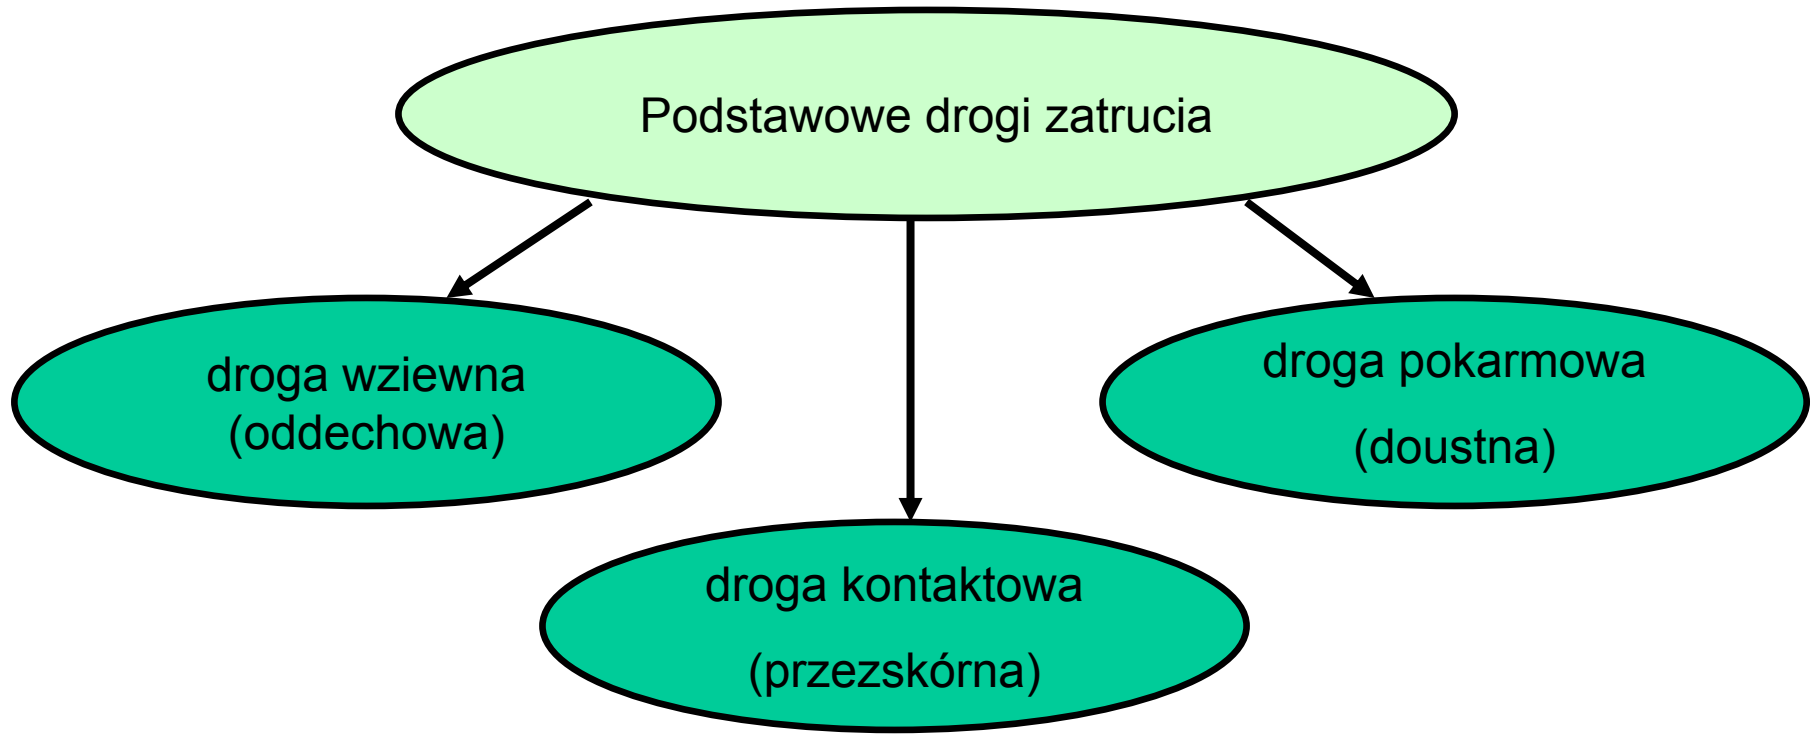 Podstawowe drogi zatrucia
droga wziewna
(oddechowa)
droga kontaktowa
(przezskórna)
droga pokarmowa
(doustna)